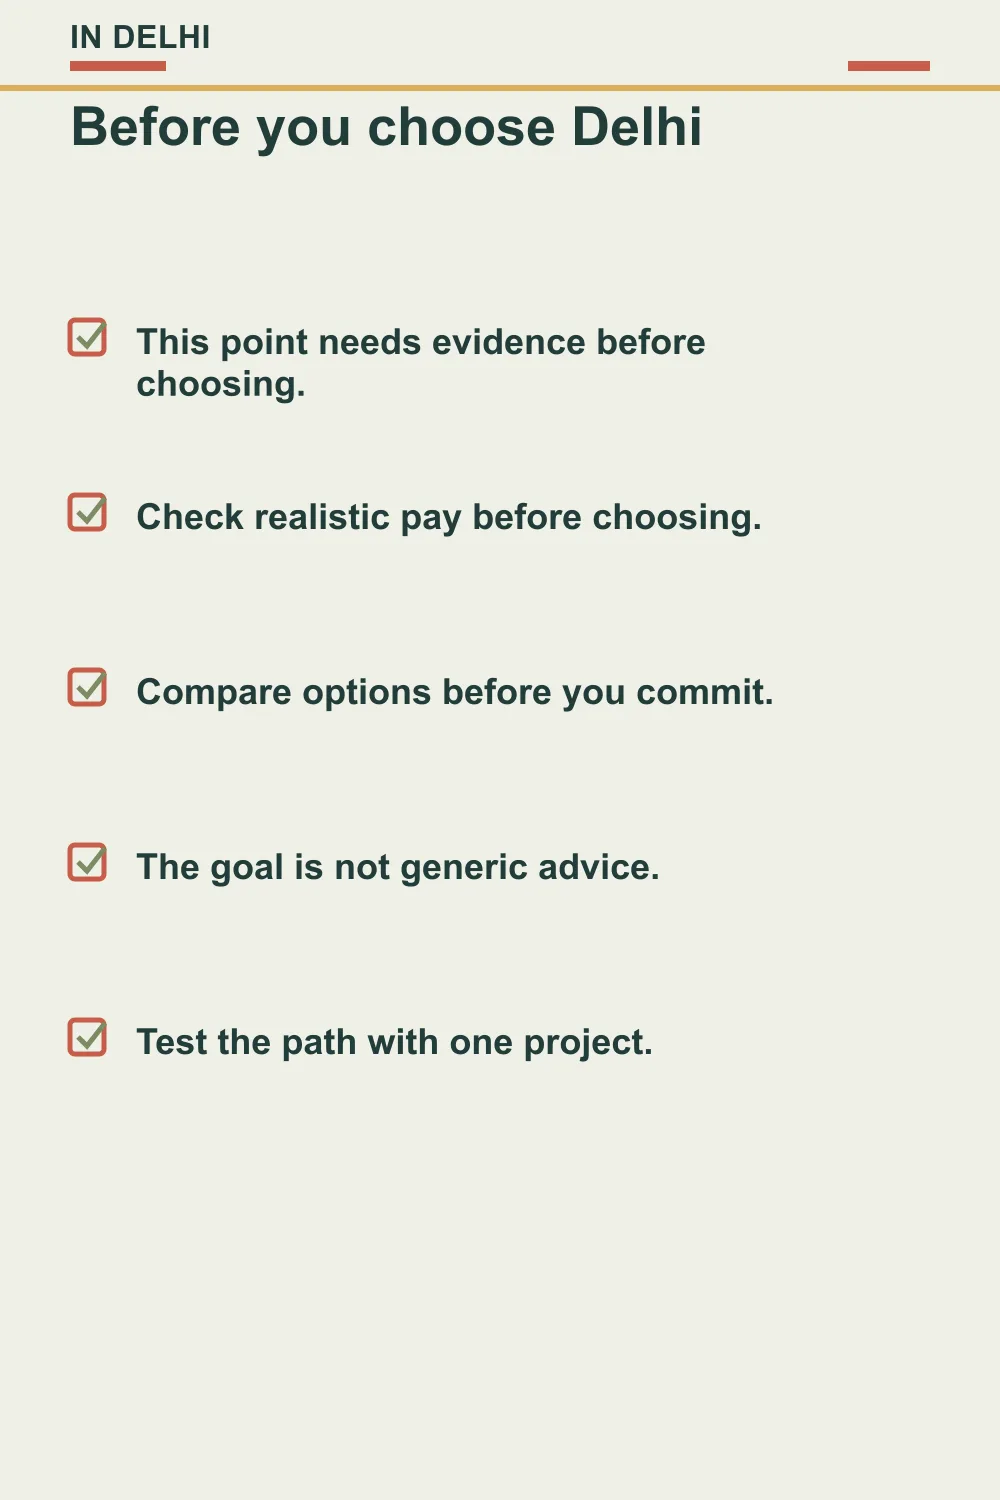 IN DELHI
Before you choose Delhi
This point needs evidence before
choosing.
Check realistic pay before choosing.
Compare options before you commit.
The goal is not generic advice.
Test the path with one project.